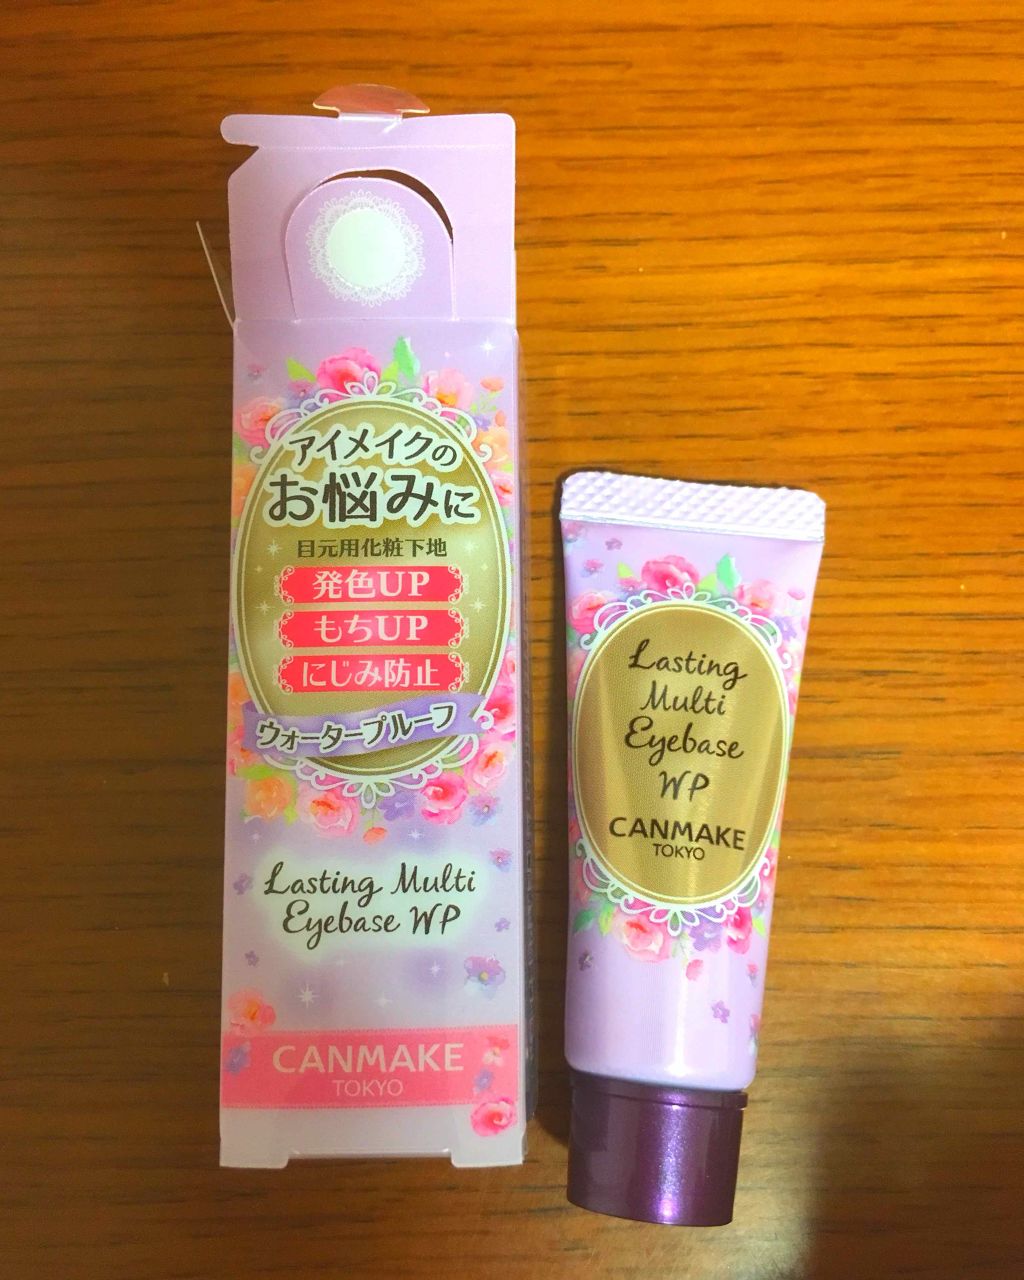 アイメイクの
お悩みに
目元用化粧下地
発色UP
もちUP
にじみ防止
ウォータープルーフ
Lasting Multi
Eyebase WP
CANMAKE
TOKYO
Lasting
Multi
Eyebase
WP
CANMAKE
TOKYO